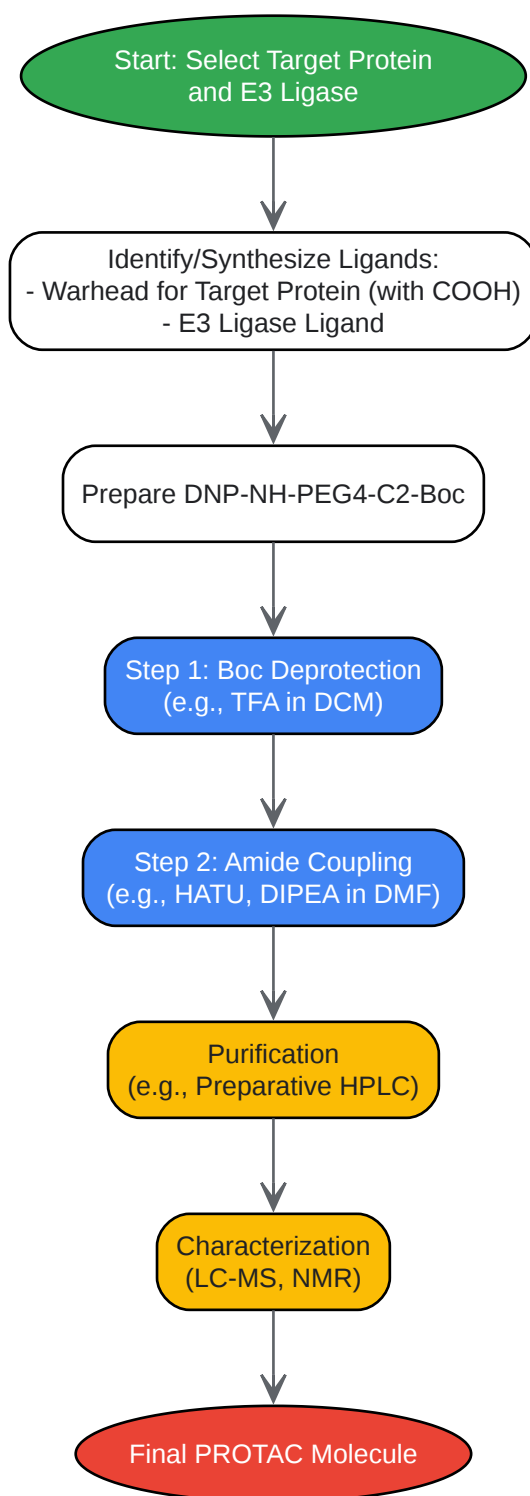 Start: Select Target Protein
and E3 Ligase
Identify/Synthesize Ligands:
- Warhead for Target Protein (with COOH)
- E3 Ligase Ligand
Prepare DNP-NH-PEG4-C2-Boc
Step 1: Boc Deprotection
(e.g., TFA in DCM)
Step 2: Amide Coupling
(e.g., HATU, DIPEA in DMF)
Purification
(e.g., Preparative HPLC)
Characterization
(LC-MS, NMR)
Final PROTAC Molecule